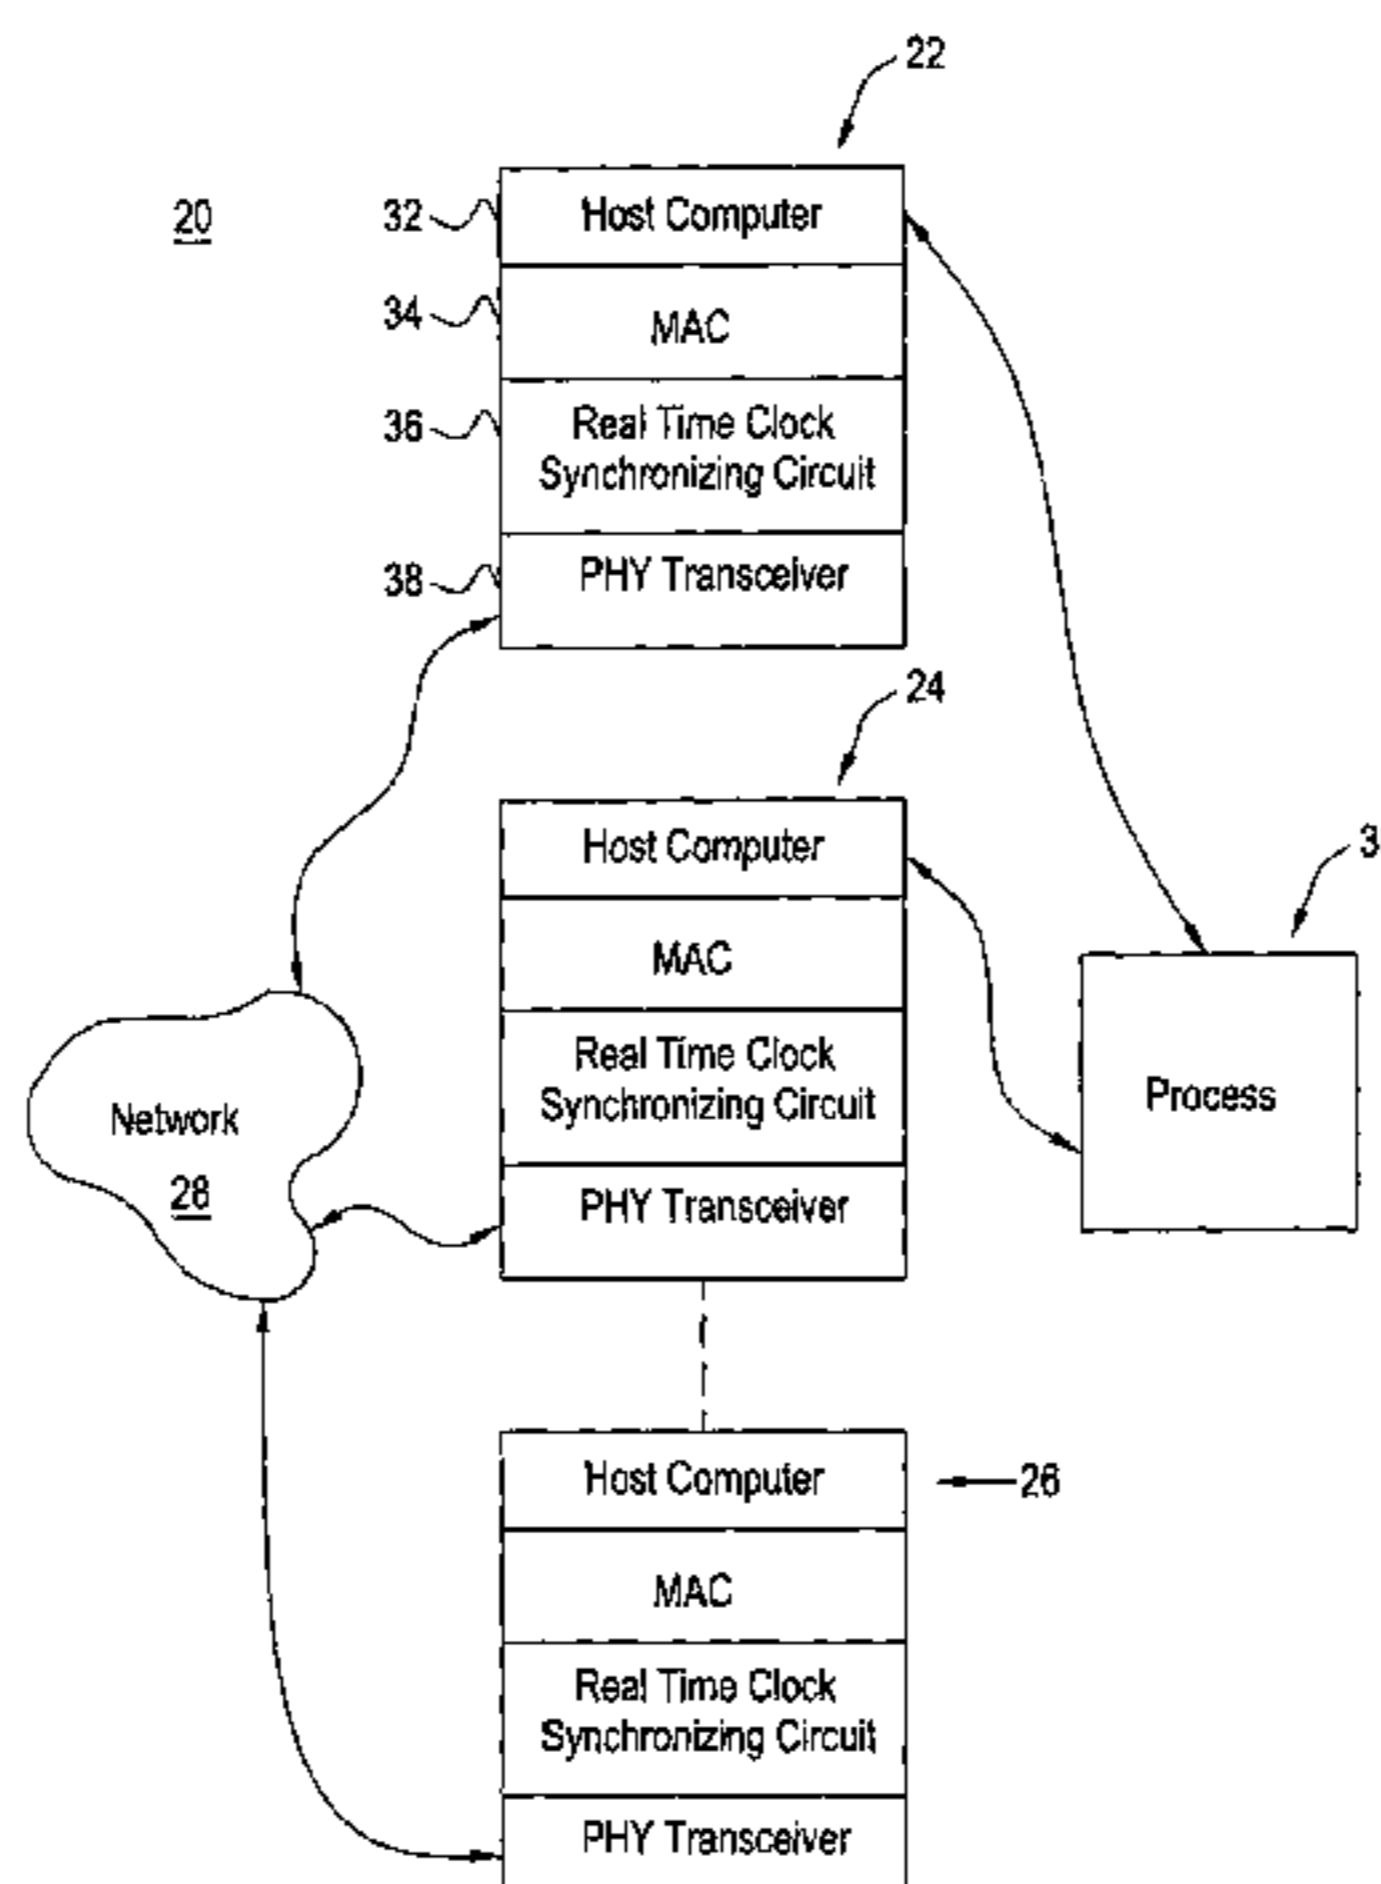 22
20
32
Host Computer
34
MAC
36
Real Time Clock
Synchronizing Circuit
38
PHY Transceiver
24
Host Computer
MAC
Real Time Clock
Synchronizing Circuit
PHY Transceiver
3
Process
Network
28
Host Computer
26
MAC
Real Time Clock
Synchronizing Circuit
PHY Transceiver